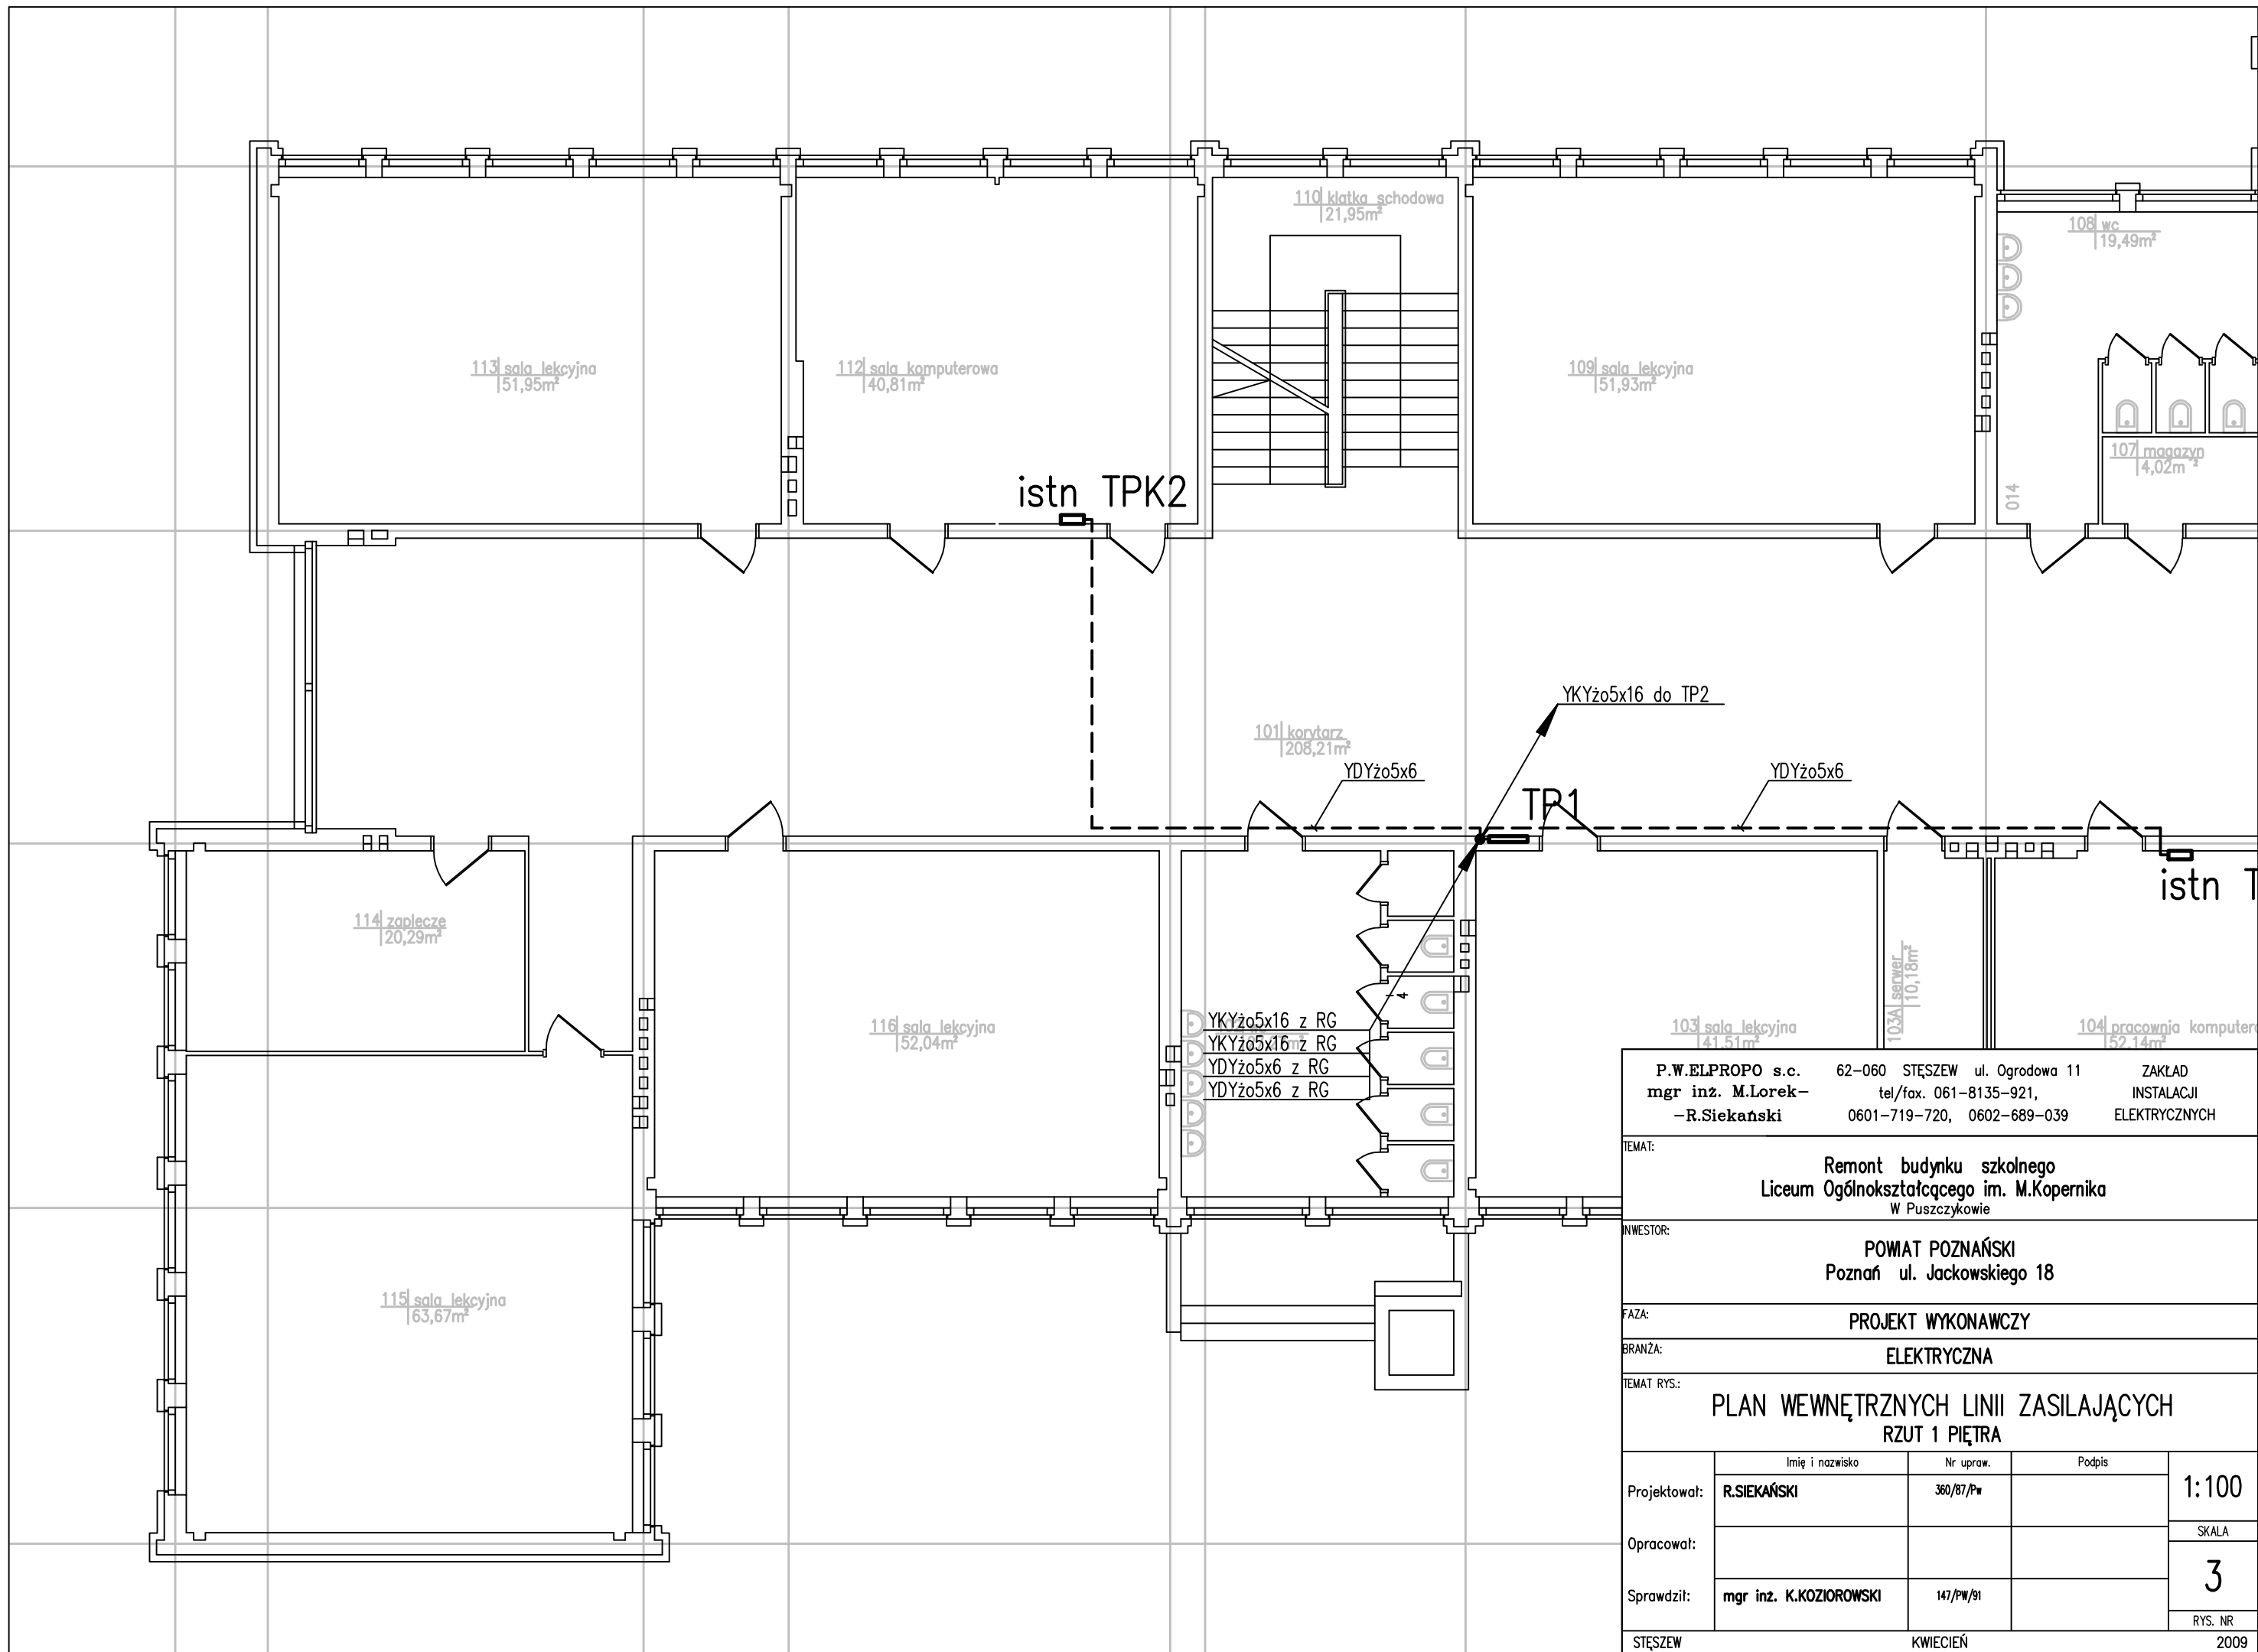 110 klatka schodowa
21,95m²
108 wc
19,49m²
113 sala lekcyjna
51,95m²
112 sala komputerowa
40,81m²
109 sala lekcyjna
51,93m²
107 magazyn
4,02m²
014
istn TPK2
YKYżo5x16 do TP2
101 korytarz
208,21m²
YDYżo5x6
YDYżo5x6
TP1
istn
114 zaplecze
20,29m²
103A serwer
10,18m²
4
116 sala lekcyjna
52,04m²
YKYżo5x16 z RG
YKYżo5x16 z RG
YDYżo5x6 z RG
YDYżo5x6 z RG
103 sala lekcyjna
41,51m²
104 pracownia
52,14m²
115 sala lekcyjna
63,67m²
P.W.ELPROPO s.c.
mgr inż. M.Lorek-
-R.Siekański
62-060 STĘSZEW ul. Ogrodowa 11
tel/fax. 061-8135-921,
0601-719-720, 0602-689-039
ZAKŁAD
INSTALACJI
ELEKTRYCZNYCH
TEMAT:
Remont budynku szkolnego
Liceum Ogólnokształcącego im. M.Kopernika
W Puszczykowie
INWESTOR:
POWIAT POZNAŃSKI
Poznań ul. Jackowskiego 18
FAZA:
PROJEKT WYKONAWCZY
BRANŻA:
ELEKTRYCZNA
TEMAT RYS.:
PLAN WEWNĘTRZNYCH LINII ZASILAJĄCYCH
RZUT 1 PIĘTRA
Imię i nazwisko Nr upraw. Podpis
Projektował: R.SIEKAŃSKI 360/87/Pw
1:100
SKALA
Opracował:
Sprawdził: mgr inż. K.KOZIOROWSKI 147/PW/91
3
RYS. NR
STĘSZEW KWIECIEŃ 2009